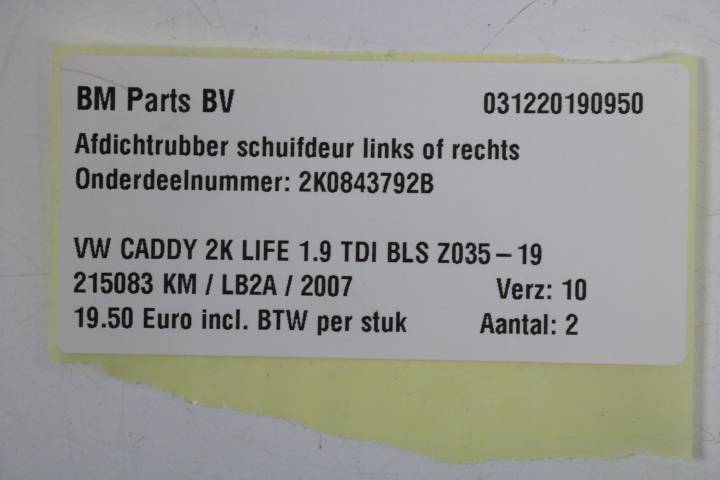 BM Parts BV 031220190950
Afdichtrubber schuifdeur links of rechts
Onderdeelnummer: 2K0843792B
VW CADDY 2K LIFE 1.9 TDI BLS Z035 – 19
215083 KM / LB2A / 2007 Verz: 10
19.50 Euro incl. BTW per stuk Aantal: 2